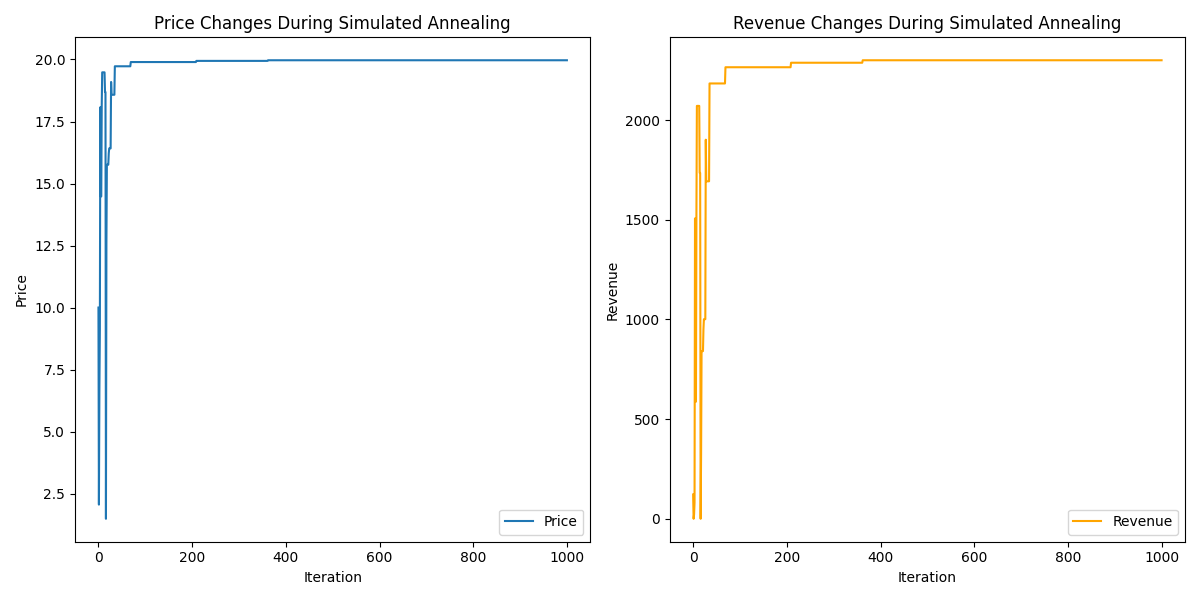 Price Changes During Simulated Annealing
20.0
17.5
15.0
12.5
10.0
7.5
5.0
2.5
Price
0 200 400 600 800 1000
Iteration
Price
Revenue Changes During Simulated Annealing
2000
1500
1000
500
0
Revenue
0 200 400 600 800 1000
Iteration
Revenue